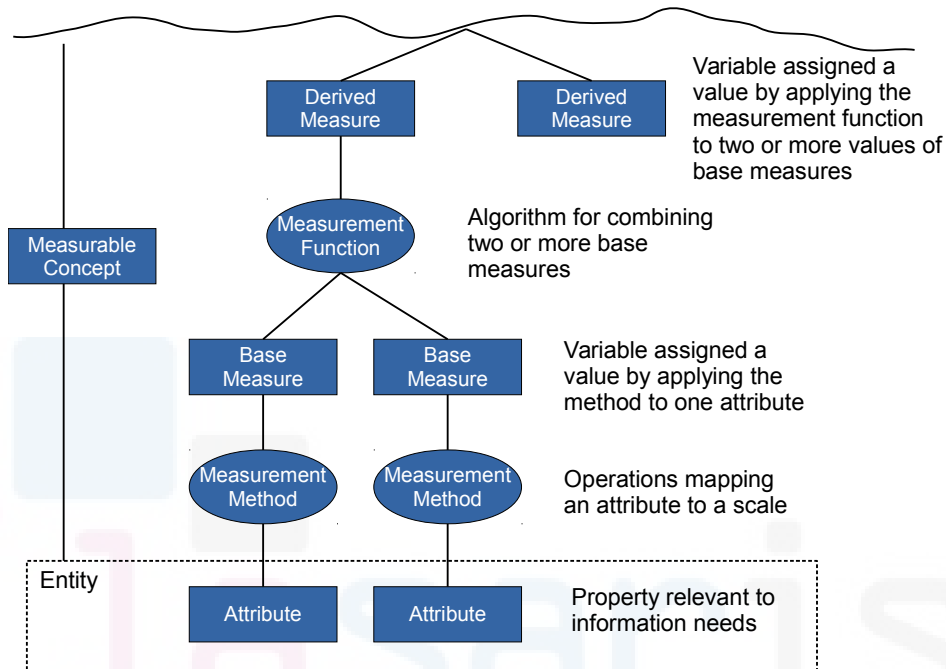 Derived
Measure
Derived
Measure
Variable assigned a
value by applying the
measurement function
to two or more values of
base measures
Measurement
Function
Algorithm for combining
two or more base
measures
Measurable
Concept
Base
Measure
Base
Measure
Variable assigned a
value by applying the
method to one attribute
Measurement
Method
Measurement
Method
Operations mapping
an attribute to a scale
Entity
Attribute
Attribute
Property relevant to
information needs